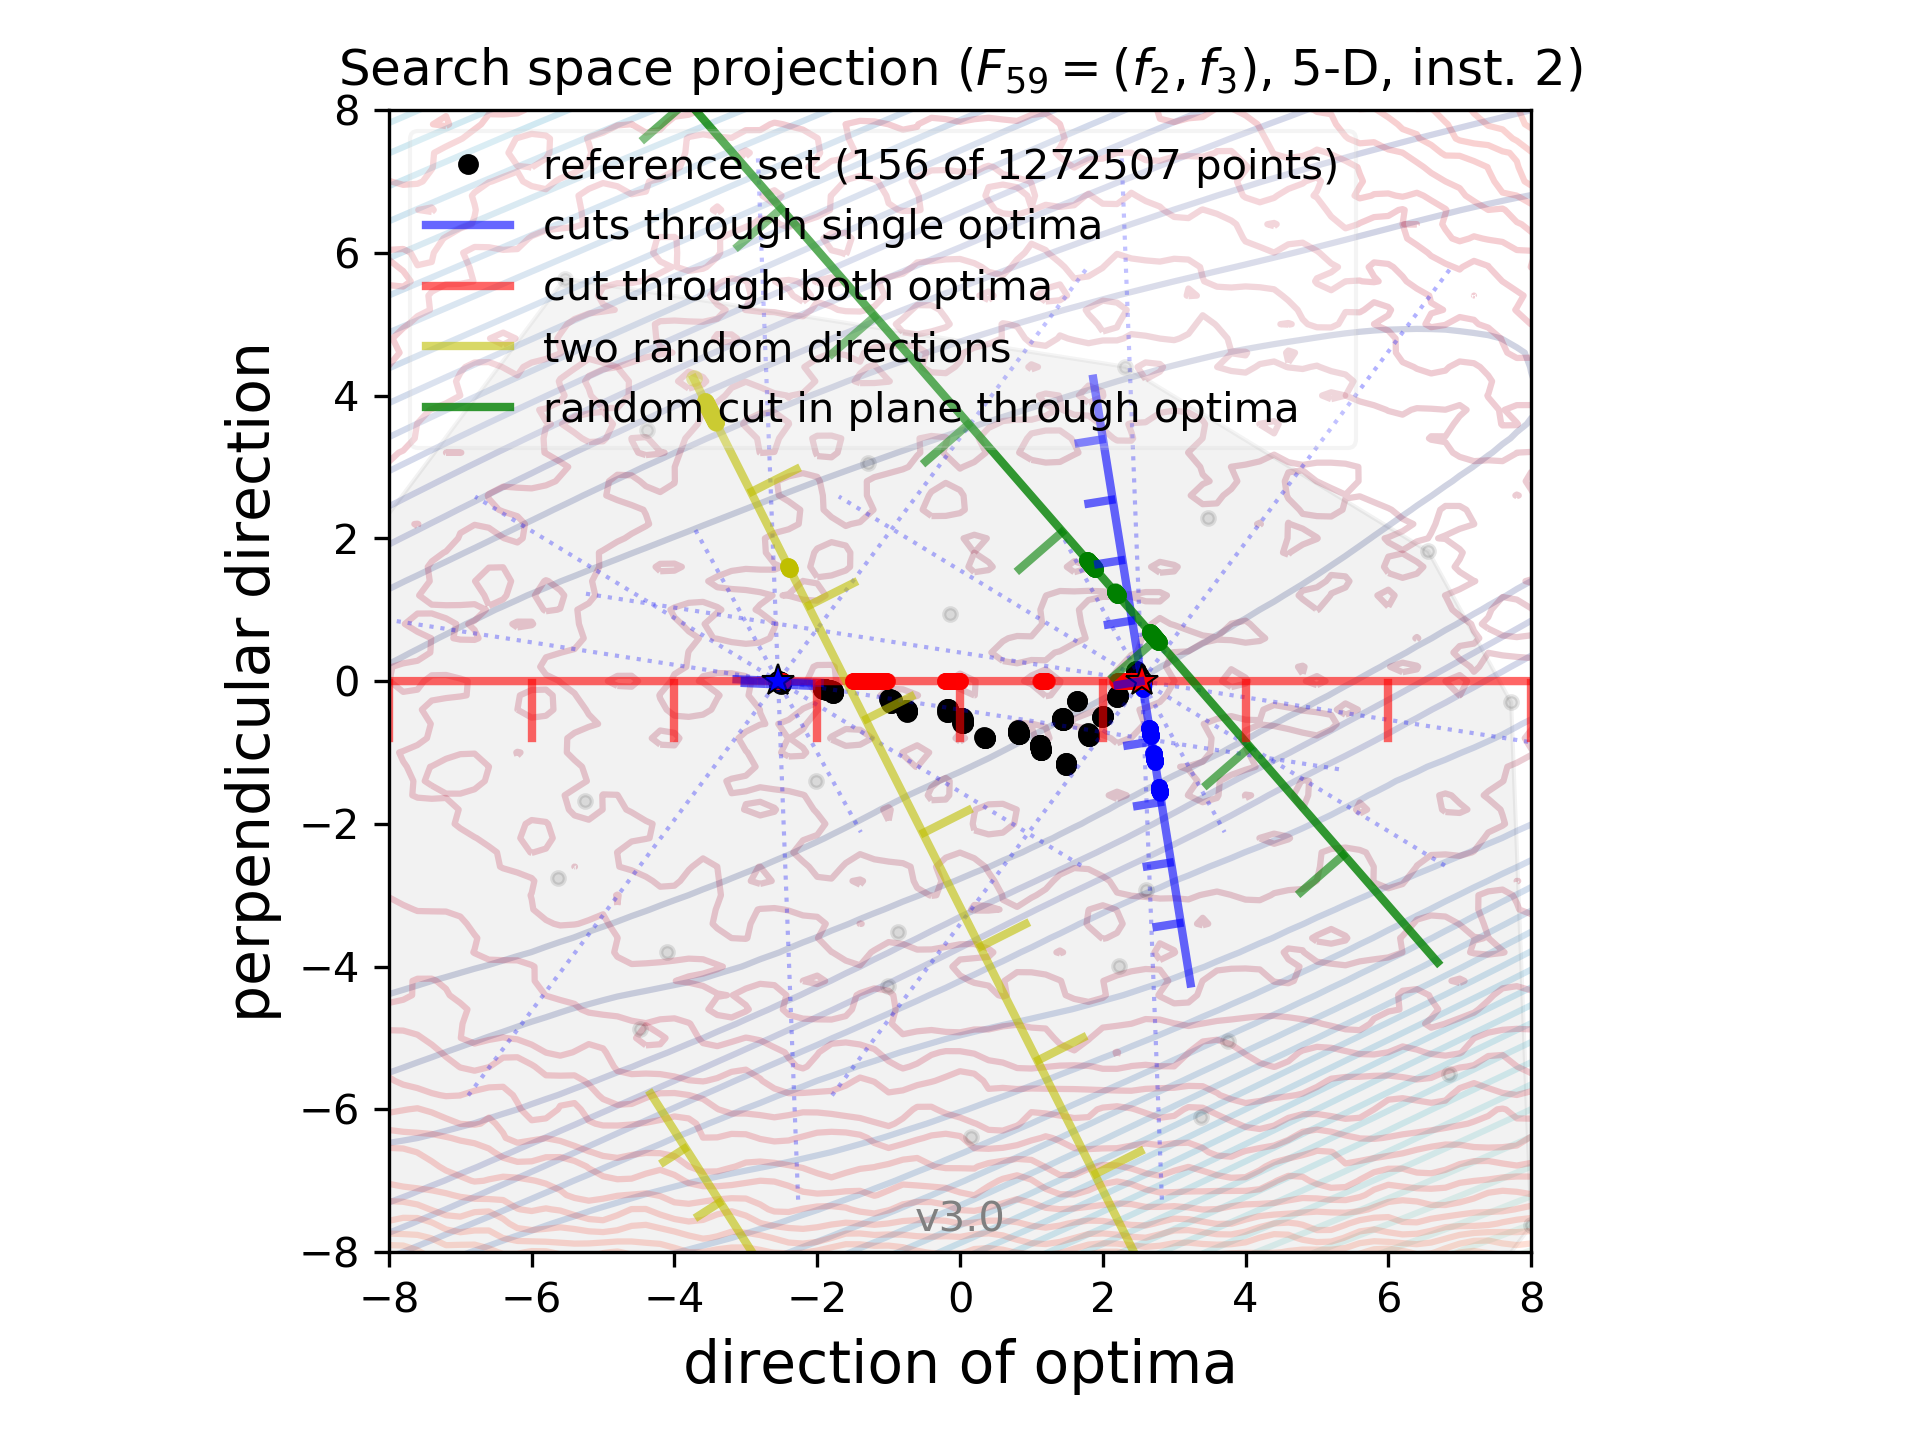 Search space projection (F₅₉ = (f₂, f₃), 5-D, inst. 2)
reference set (156 of 1272507 points)
cuts through single optima
cut through both optima
two random directions
random cut in plane through optima
perpendicular direction
8
6
4
2
0
−2
−4
−6
−8
v3.0
−8 −6 −4 −2 0 2 4 6 8
direction of optima